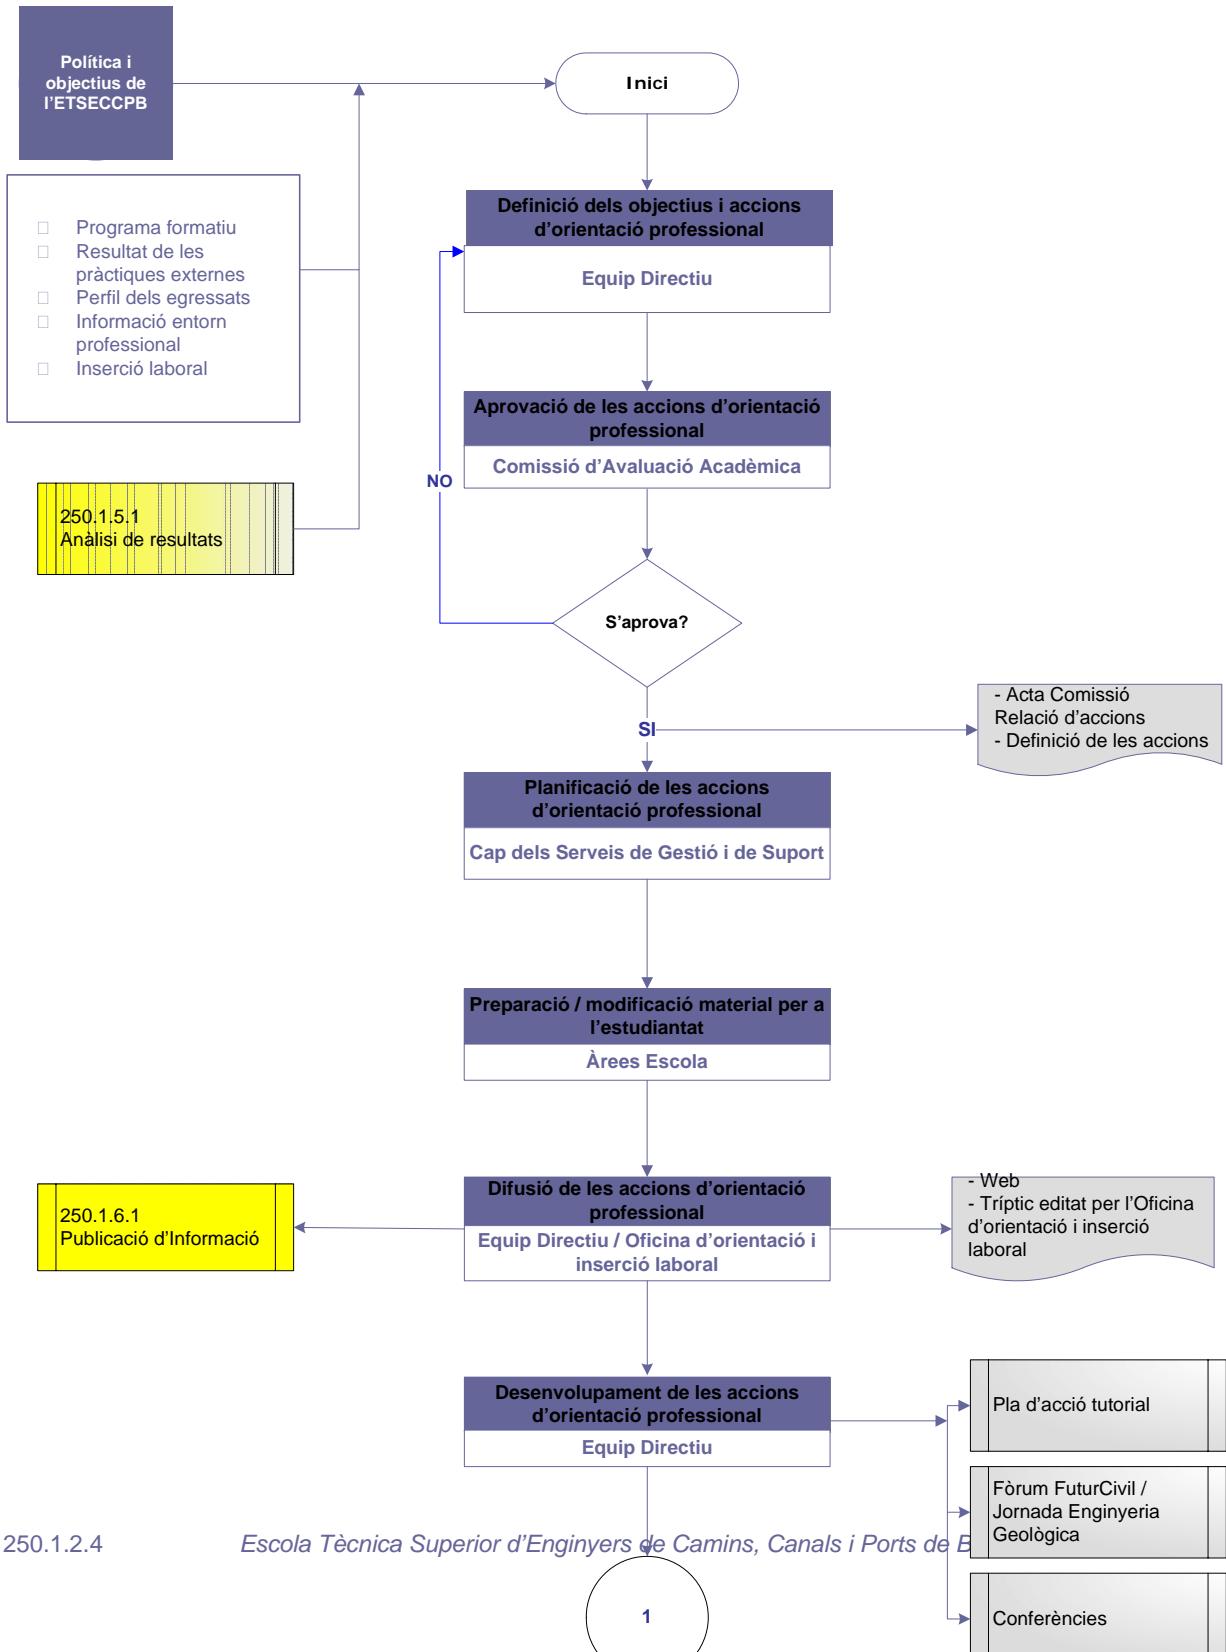 Política i
objectius de
l'ETSECCPB
Inici
Definició dels objectius i accions
d'orientació professional
Equip Directiu
Programa formatiu
Resultat de les
pràctiques externes
Perfil dels egressats
Informació entorn
professional
Inserció laboral
Aprovació de les accions d'orientació
professional
Comissió d'Avaluació Acadèmica
NO
250.1.5.1
Anàlisi de resultats
S'aprova?
SI
- Acta Comissió
Relació d'accions
- Definició de les accions
Planificació de les accions
d'orientació professional
Cap dels Serveis de Gestió i de Suport
Preparació / modificació material per a
l'estudiantat
Àrees Escola
Difusió de les accions d'orientació
professional
Equip Directiu / Oficina d'orientació i
inserció laboral
250.1.6.1
Publicació d'Informació
- Web
- Tríptic editat per l'Oficina
d'orientació i inserció
laboral
Desenvolupament de les accions
d'orientació professional
Equip Directiu
Pla d'acció tutorial
Fòrum FuturCivil /
Jornada Enginyeria
Geològica
Conferències
250.1.2.4
Escola Tècnica Superior d'Enginyers de Camins, Canals i Ports de B
1